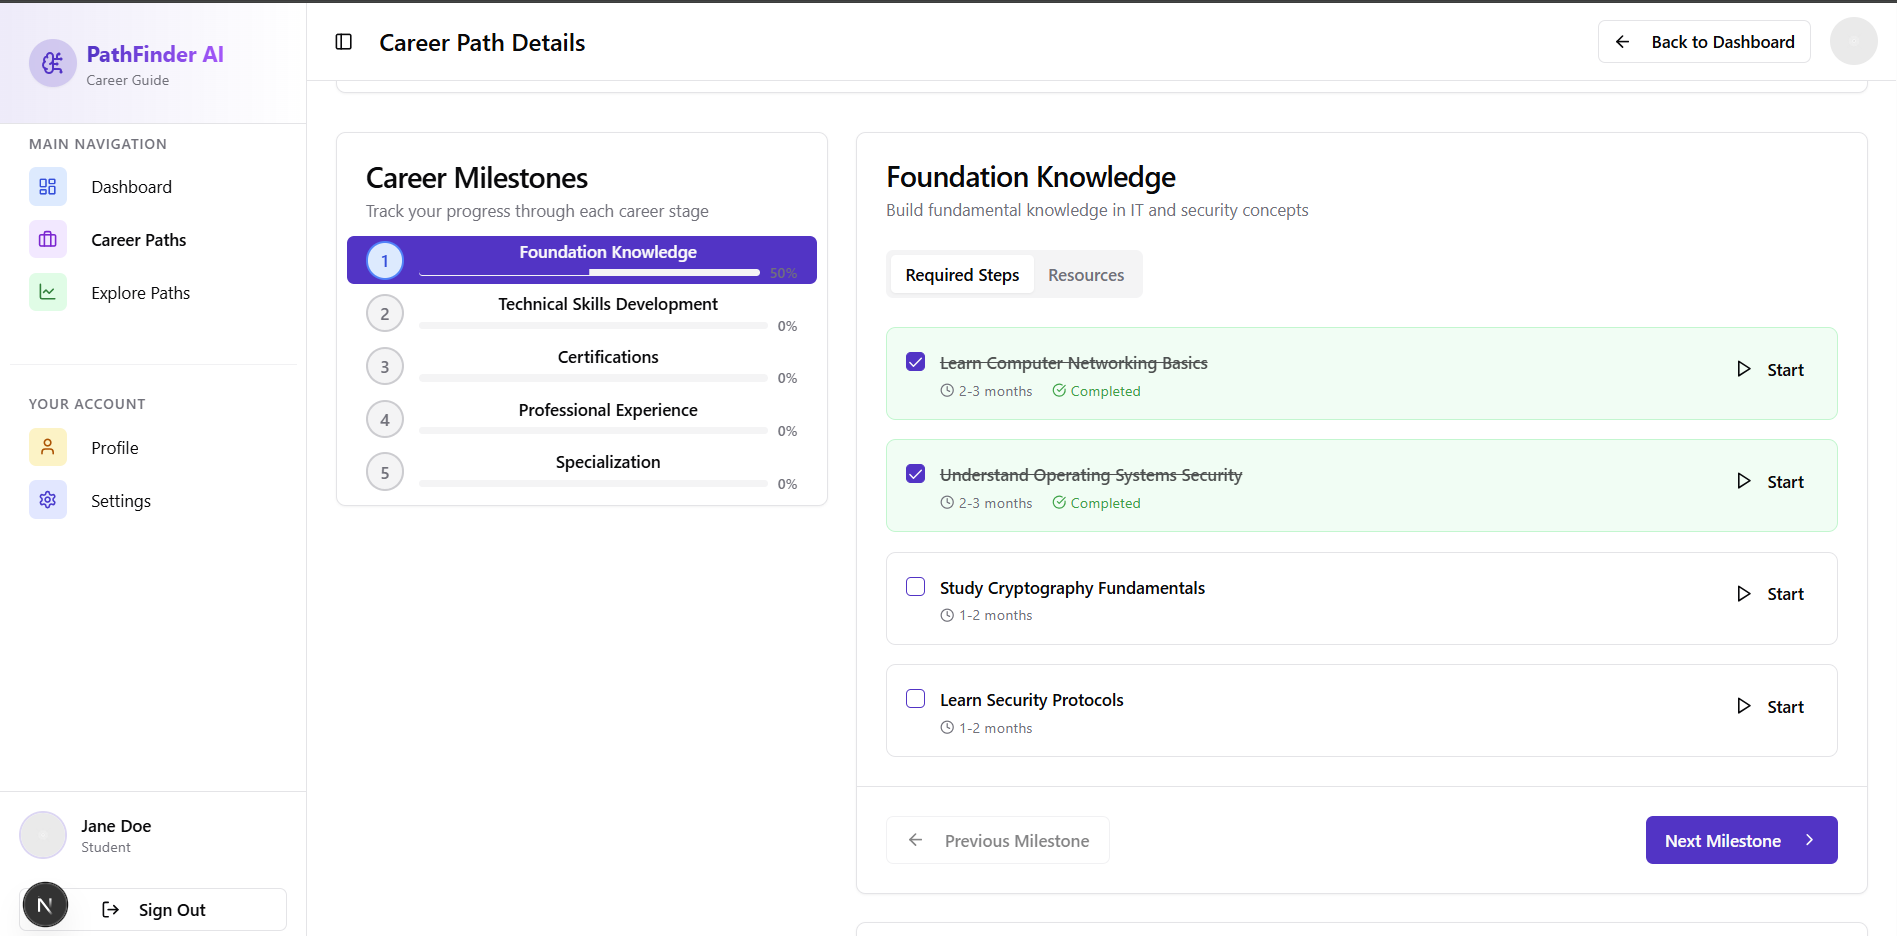 PathFinder AI
Career Guide
MAIN NAVIGATION
Dashboard
Career Paths
Explore Paths
YOUR ACCOUNT
Profile
Settings
Jane Doe
Student
N
Sign Out
Career Path Details
Back to Dashboard
Career Milestones
Track your progress through each career stage
1
Foundation Knowledge
50%
2
Technical Skills Development
0%
3
Certifications
0%
4
Professional Experience
0%
5
Specialization
0%
Foundation Knowledge
Build fundamental knowledge in IT and security concepts
Required Steps
Resources
Learn Computer Networking Basics
Start
2-3 months
Completed
Understand Operating Systems Security
Start
2-3 months
Completed
Study Cryptography Fundamentals
Start
1-2 months
Learn Security Protocols
Start
1-2 months
Previous Milestone
Next Milestone